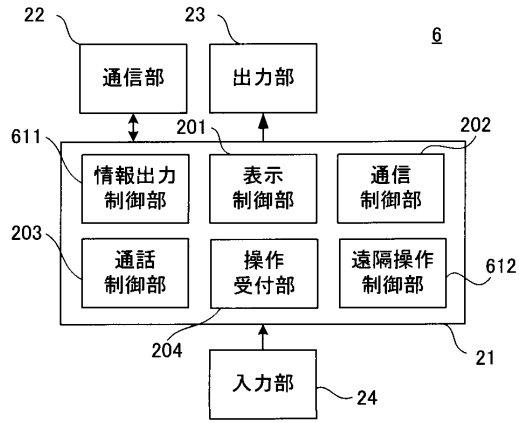 22
23
6
通信部
出力部
201
202
611
情報出力
制御部
表示
制御部
通信
制御部
203
通話
制御部
操作
受付部
遠隔操作
制御部
612
204
21
入力部
24